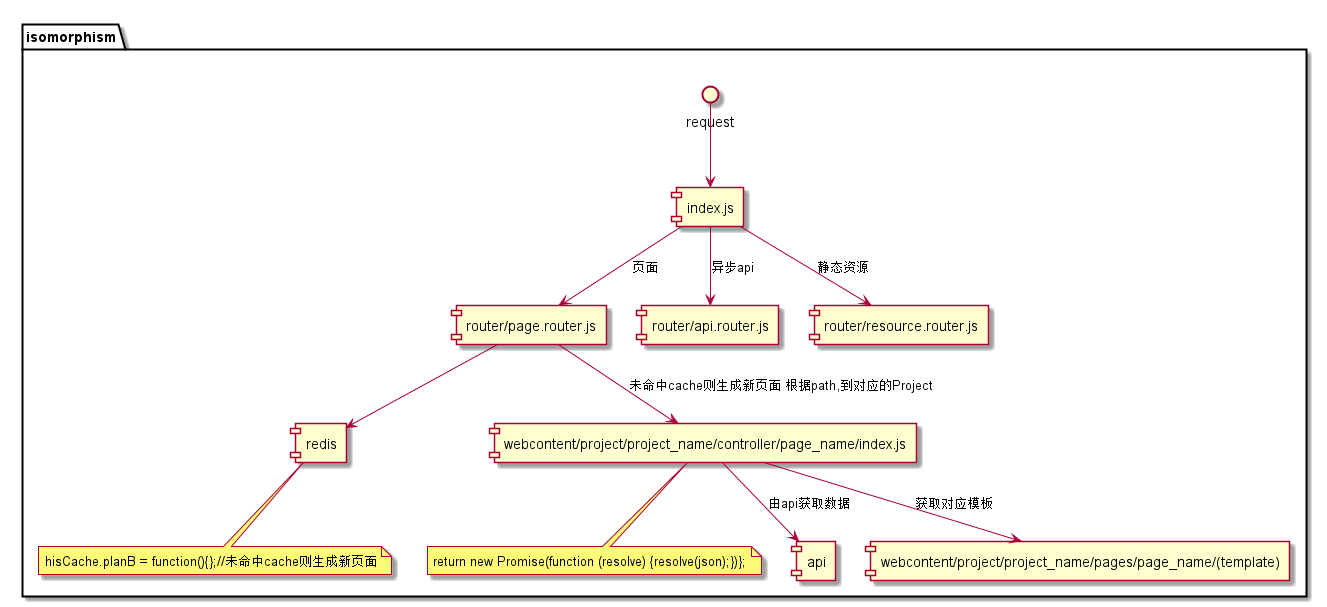 isomorphism
request
index.js
页面
异步api
静态资源
router/page.router.js
router/api.router.js
router/resource.router.js
未命中cache则生成新页面 根据path,到对应的Project
redis
webcontent/project/project_name/controller/page_name/index.js
由api获取数据
获取对应模板
hisCache.planB = function(){};//未命中cache则生成新页面
return new Promise(function (resolve) {resolve(json);})};
api
webcontent/project/project_name/pages/page_name/(template)